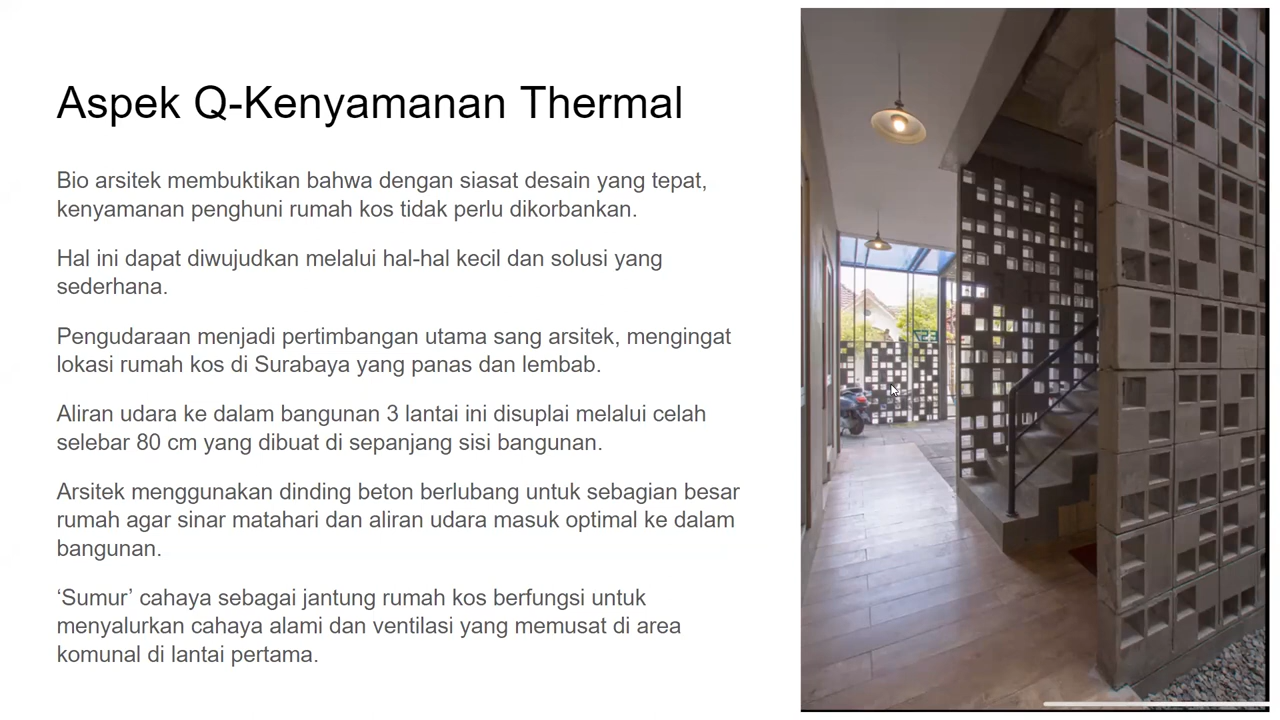 Aspek Q-Kenyamanan Thermal
Bio arsitek membuktikan bahwa dengan siasat desain yang tepat,
kenyamanan penghuni rumah kos tidak perlu dikorbankan.
Hal ini dapat diwujudkan melalui hal-hal kecil dan solusi yang
sederhana.
Pengudaraan menjadi pertimbangan utama sang arsitek, mengingat
lokasi rumah kos di Surabaya yang panas dan lembab.
Aliran udara ke dalam bangunan 3 lantai ini disuplai melalui celah
selebar 80 cm yang dibuat di sepanjang sisi bangunan.
Arsitek menggunakan dinding beton berlubang untuk sebagian besar
rumah agar sinar matahari dan aliran udara masuk optimal ke dalam
bangunan.
‘Sumur’ cahaya sebagai jantung rumah kos berfungsi untuk
menyalurkan cahaya alami dan ventilasi yang memusat di area
komunal di lantai pertama.